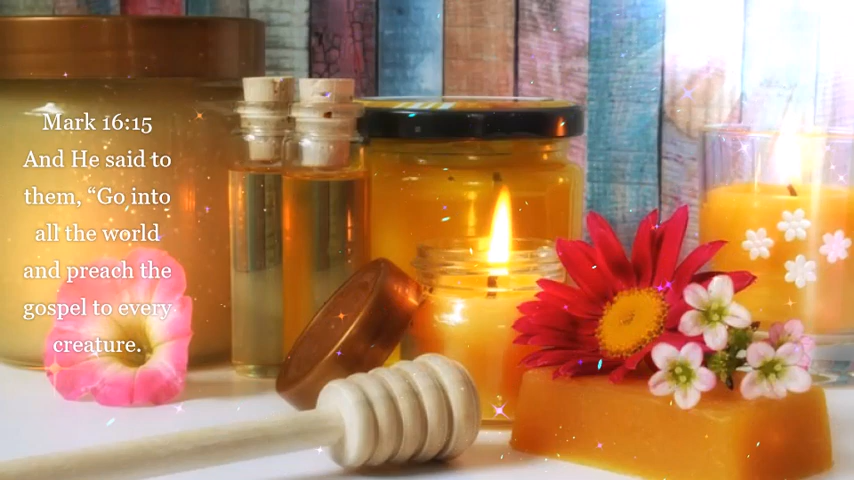 Mark 16:15
And He said to
them, “Go into
all the world
and preach the
gospel to every
creature.